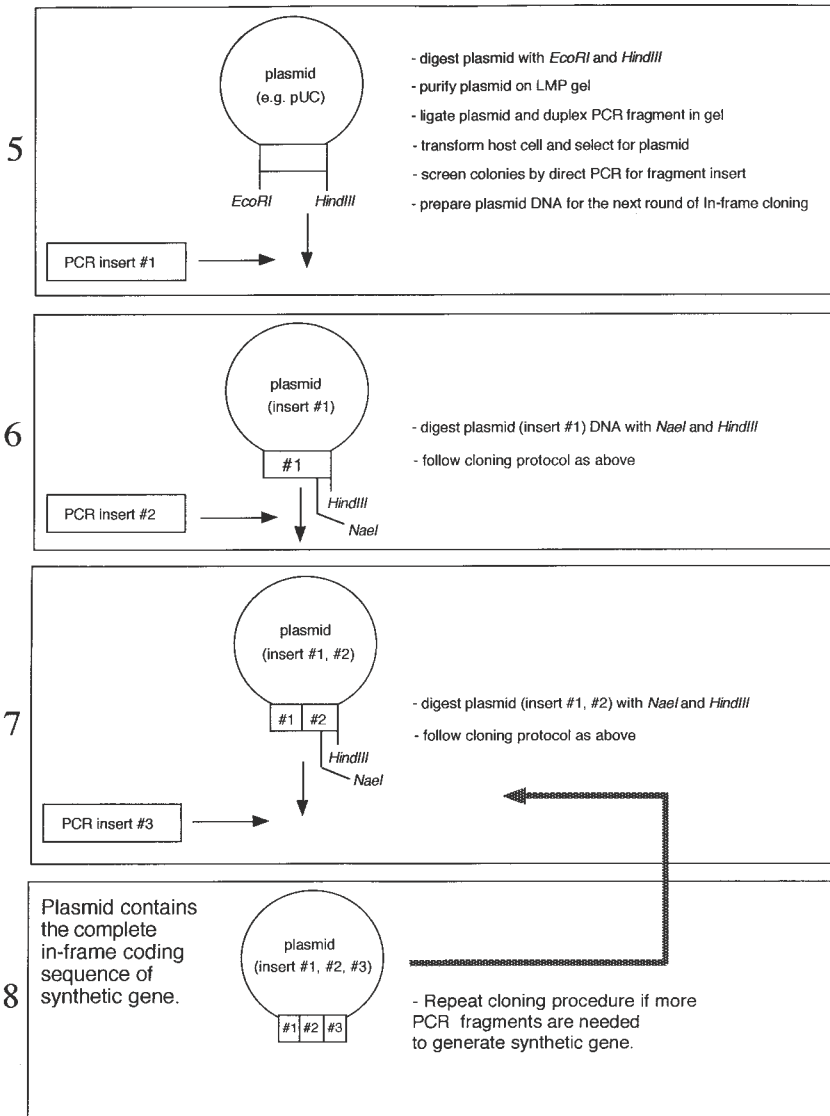 5
plasmid
(e.g. pUC)
EcoRI
HindIII
PCR insert #1
- digest plasmid with EcoRI and HindIII
- purify plasmid on LMP gel
- ligate plasmid and duplex PCR fragment in gel
- transform host cell and select for plasmid
- screen colonies by direct PCR for fragment insert
- prepare plasmid DNA for the next round of In-frame cloning
6
plasmid
(insert #1)
#1
HindIII
NaeI
PCR insert #2
- digest plasmid (insert #1) DNA with NaeI and HindIII
- follow cloning protocol as above
7
plasmid
(insert #1, #2)
#1 #2
HindIII
NaeI
PCR insert #3
- digest plasmid (insert #1, #2) with NaeI and HindIII
- follow cloning protocol as above
8
Plasmid contains
the complete
in-frame coding
sequence of
synthetic gene.
plasmid
(insert #1, #2, #3)
#1 #2 #3
- Repeat cloning procedure if more
PCR fragments are needed
to generate synthetic gene.